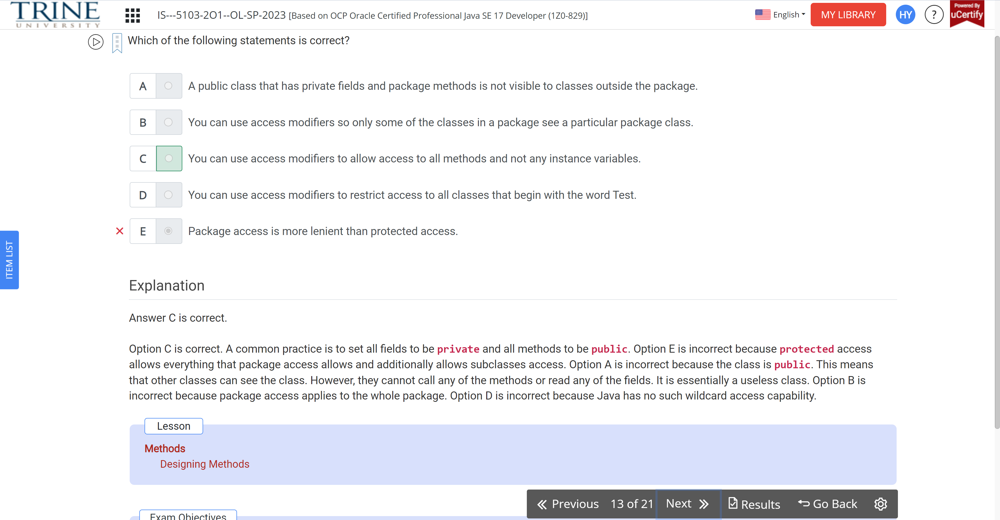 TRINE
UNIVERSITY
IS---5103-2O1--OL-SP-2023 [Based on OCP Oracle Certified Professional Java SE 17 Developer (1Z0-829)]
English
MY LIBRARY
HY
?
Powered By
uCertify
Which of the following statements is correct?
A A public class that has private fields and package methods is not visible to classes outside the package.
B You can use access modifiers so only some of the classes in a package see a particular package class.
C You can use access modifiers to allow access to all methods and not any instance variables.
D You can use access modifiers to restrict access to all classes that begin with the word Test.
E Package access is more lenient than protected access.
ITEM LIST
Explanation
Answer C is correct.
Option C is correct. A common practice is to set all fields to be private and all methods to be public. Option E is incorrect because protected access
allows everything that package access allows and additionally allows subclasses access. Option A is incorrect because the class is public. This means
that other classes can see the class. However, they cannot call any of the methods or read any of the fields. It is essentially a useless class. Option B is
incorrect because package access applies to the whole package. Option D is incorrect because Java has no such wildcard access capability.
Lesson
Methods
Designing Methods
Previous 13 of 21 Next Results Go Back
Exam Objectives